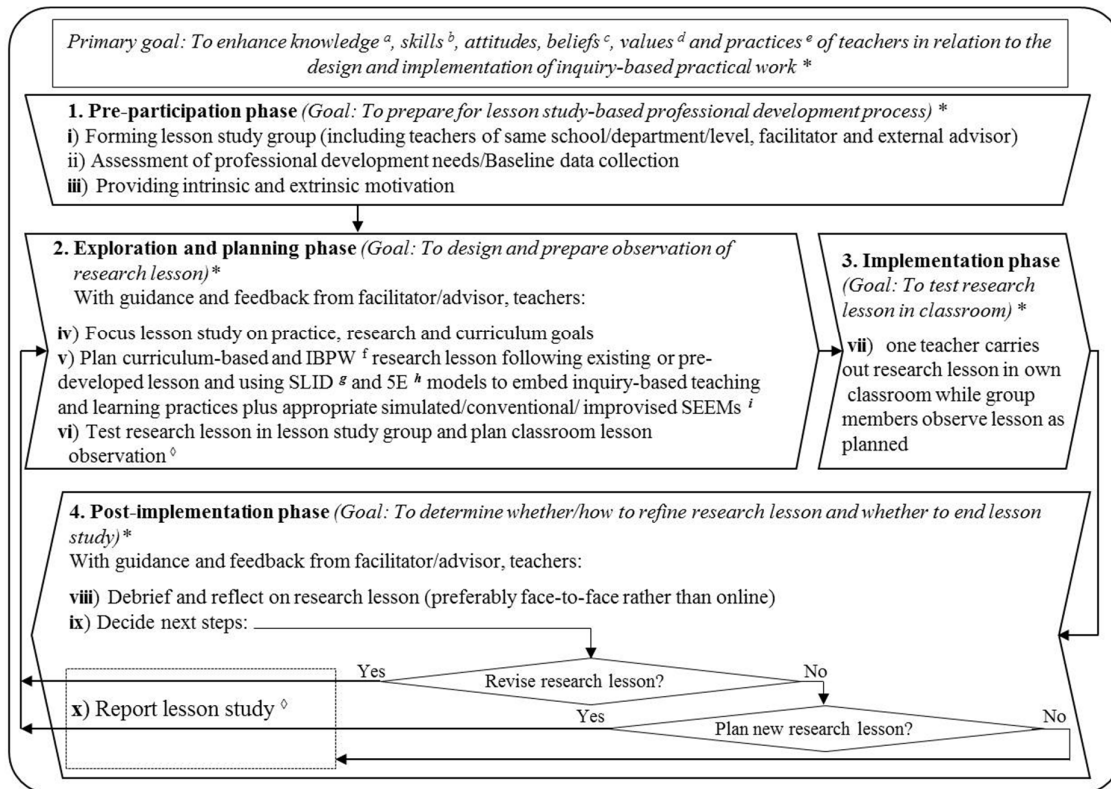 Primary goal: To enhance knowledge ᵃ, skills ᵇ, attitudes, beliefs ᶜ, values ᵈ and practices ᵉ of teachers in relation to the
design and implementation of inquiry-based practical work *
1. Pre-participation phase (Goal: To prepare for lesson study-based professional development process) *
i) Forming lesson study group (including teachers of same school/department/level, facilitator and external advisor)
ii) Assessment of professional development needs/Baseline data collection
iii) Providing intrinsic and extrinsic motivation
2. Exploration and planning phase (Goal: To design and prepare observation of
research lesson) *
With guidance and feedback from facilitator/advisor, teachers:
iv) Focus lesson study on practice, research and curriculum goals
v) Plan curriculum-based and IBPW ᶠ research lesson following existing or pre-
developed lesson and using SLID ᵍ and 5E ʰ models to embed inquiry-based teaching
and learning practices plus appropriate simulated/conventional/ improvised SEEMs ⁱ
vi) Test research lesson in lesson study group and plan classroom lesson
observation ◊
3. Implementation phase
(Goal: To test research
lesson in classroom) *
vii) one teacher carries
out research lesson in own
classroom while group
members observe lesson as
planned
4. Post-implementation phase (Goal: To determine whether/how to refine research lesson and whether to end lesson
study) *
With guidance and feedback from facilitator/advisor, teachers:
viii) Debrief and reflect on research lesson (preferably face-to-face rather than online)
ix) Decide next steps:
Yes
Revise research lesson?
No
x) Report lesson study ◊
Yes
Plan new research lesson?
No